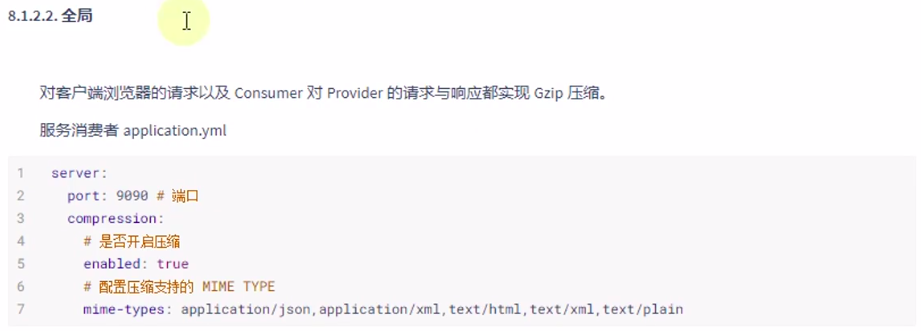 8.1.2.2. 全局
对客户端浏览器的请求以及 Consumer 对 Provider 的请求与响应都实现 Gzip 压缩。
服务消费者 application.yml
1 server:
2 port: 9090 # 端口
3 compression:
4 # 是否开启压缩
5 enabled: true
6 # 配置压缩支持的 MIME TYPE
7 mime-types: application/json,application/xml,text/html,text/xml,text/plain